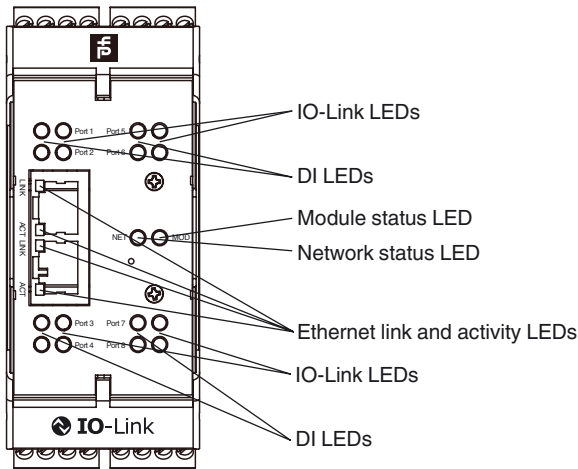 Port 1 Port 5
Port 2 Port 6
IO-Link LEDs
DI LEDs
LINK
ACT
LINK
ACT
NET MOD
Module status LED
Network status LED
Ethernet link and activity LEDs
Port 3 Port 7
Port 4 Port 8
IO-Link LEDs
IO-Link
DI LEDs